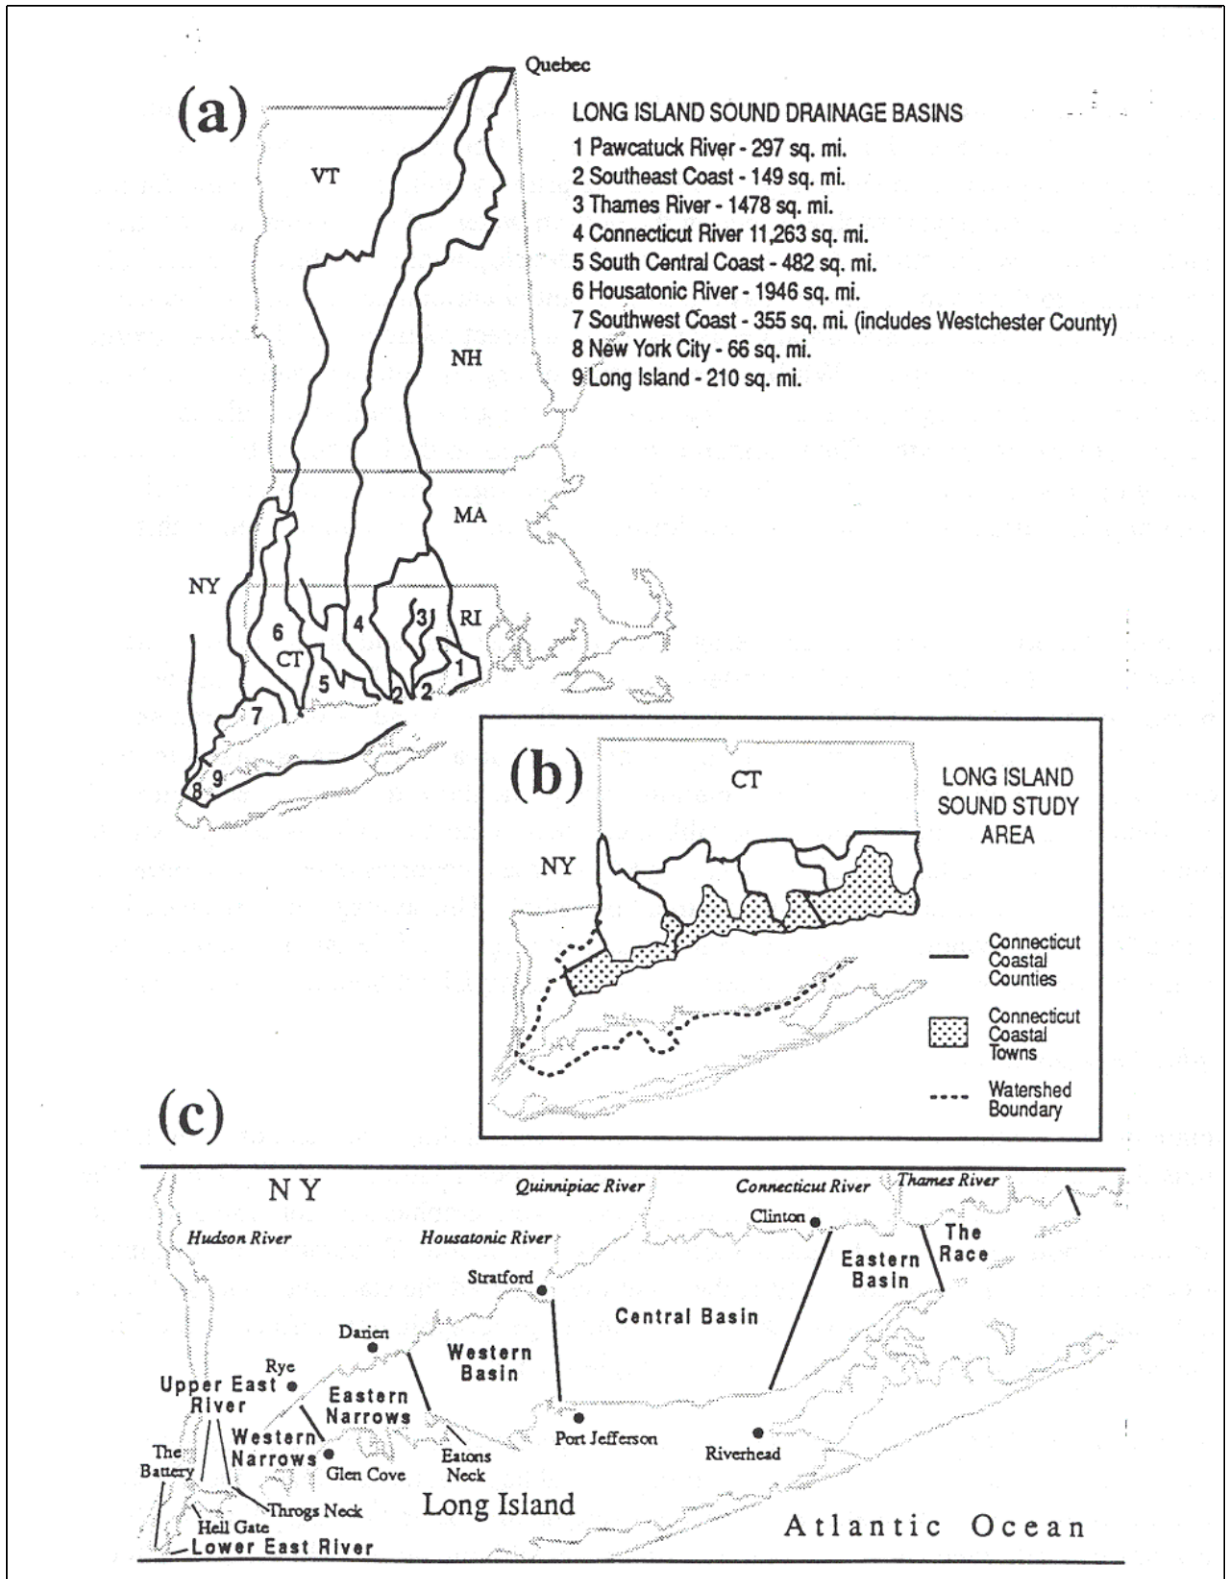 (a)
Quebec
LONG ISLAND SOUND DRAINAGE BASINS
1 Pawcatuck River - 297 sq. mi.
2 Southeast Coast - 149 sq. mi.
3 Thames River - 1478 sq. mi.
4 Connecticut River 11,263 sq. mi.
5 South Central Coast - 482 sq. mi.
6 Housatonic River - 1946 sq. mi.
7 Southwest Coast - 355 sq. mi. (includes Westchester County)
8 New York City - 66 sq. mi.
9 Long Island - 210 sq. mi.
VT
NH
MA
NY
RI
CT
6
4
3
5
2
2
1
7
9
8
(b)
CT
NY
LONG ISLAND
SOUND STUDY
AREA
Connecticut
Coastal
Counties
Connecticut
Coastal
Towns
Watershed
Boundary
(c)
N Y
Quinnipiac River
Connecticut River
Thames River
Hudson River
Housatonic River
Clinton
The
Race
Eastern
Basin
Stratford
Central Basin
Darien
Western
Basin
Rye
Upper East
River
Eastern
Narrows
Western
Narrows
The
Battery
Glen Cove
Eatons
Neck
Port Jefferson
Riverhead
Throgs Neck
Hell Gate
Lower East River
Long Island
Atlantic Ocean